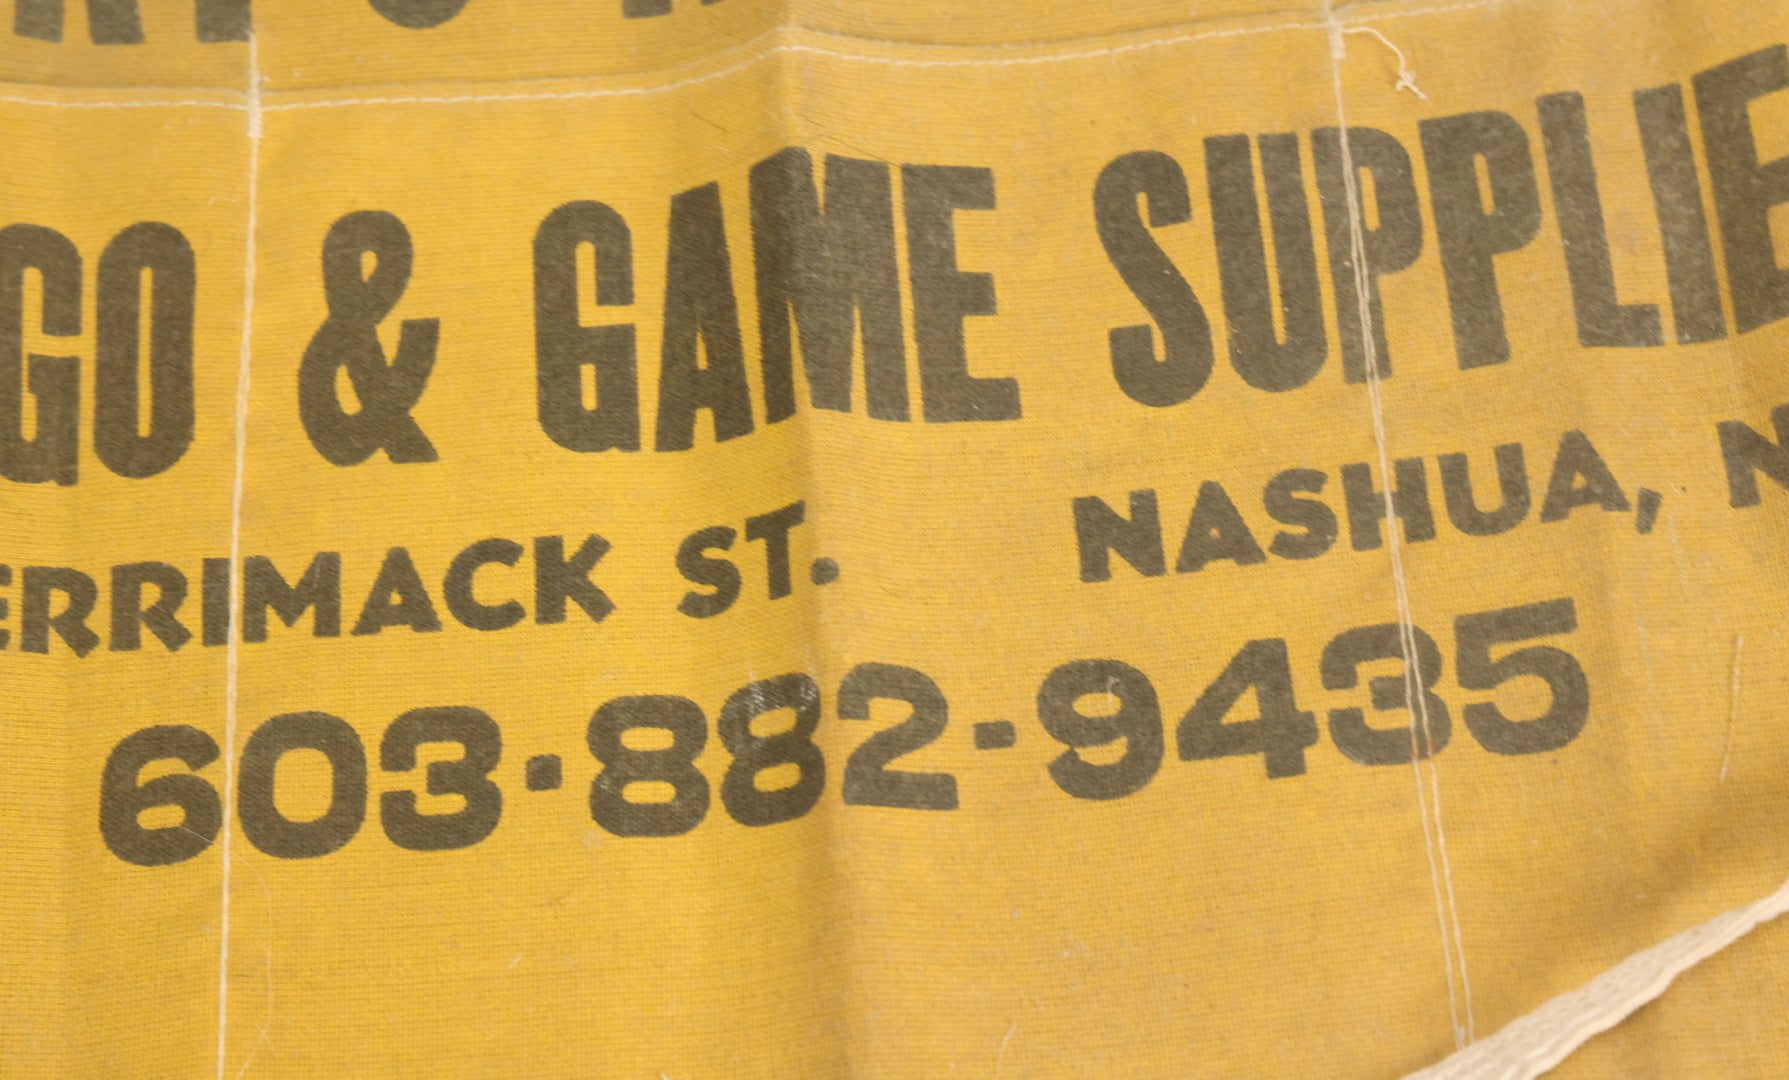 GO & GAME SUPPLIE
ERRIMACK ST. NASHUA, N
603-882-9435